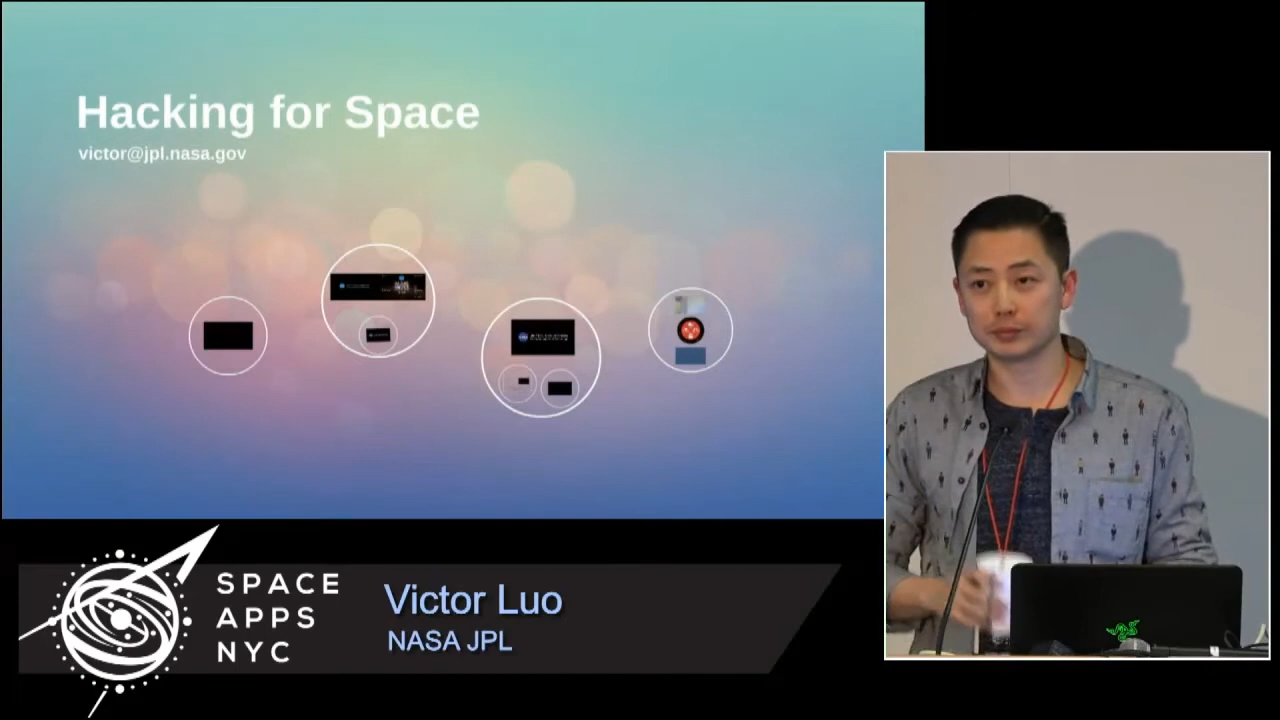 Hacking for Space
victor@jpl.nasa.gov
SPACE
APPS
NYC
Victor Luo
NASA JPL